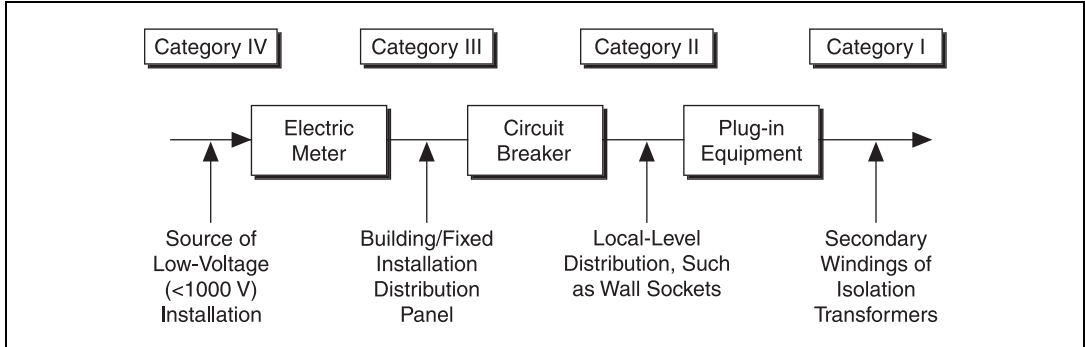 Category IV
Category III
Category II
Category I
Electric
Meter
Circuit
Breaker
Plug-in
Equipment
Source of
Low-Voltage
(<1000 V)
Installation
Building/Fixed
Installation
Distribution
Panel
Local-Level
Distribution, Such
as Wall Sockets
Secondary
Windings of
Isolation
Transformers